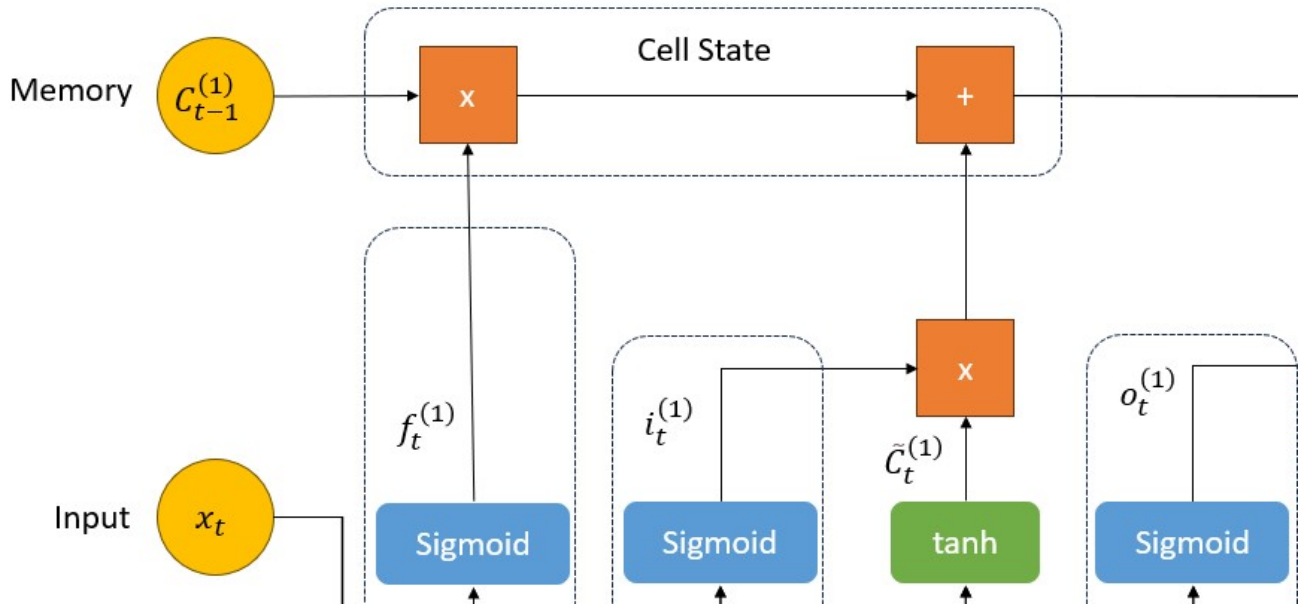 Cell State
Memory
C_{t-1}^{(1)}
x
+
x
f_t^{(1)}
i_t^{(1)}
C̃_t^{(1)}
o_t^{(1)}
Input
x_t
Sigmoid
Sigmoid
tanh
Sigmoid